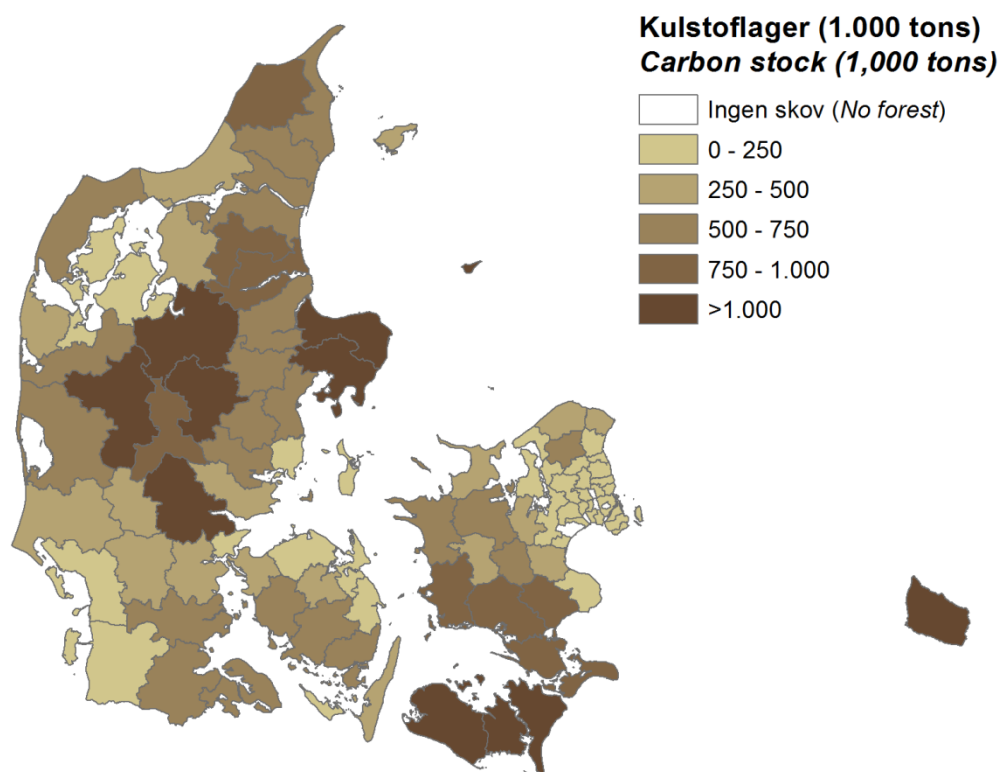 Kulstoflager (1.000 tons)
Carbon stock (1,000 tons)
Ingen skov (No forest)
0 - 250
250 - 500
500 - 750
750 - 1.000
>1.000